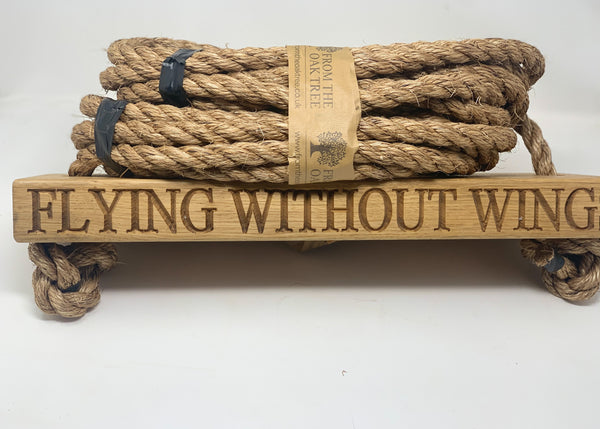 FROM THE
OAK TREE
FLYING WITHOUT WING